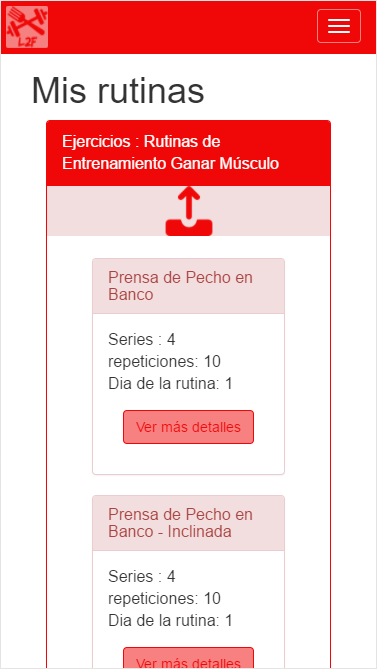 L2F
Mis rutinas
Ejercicios : Rutinas de
Entrenamiento Ganar Músculo
Prensa de Pecho en
Banco
Series : 4
repeticiones: 10
Dia de la rutina: 1
Ver más detalles
Prensa de Pecho en
Banco - Inclinada
Series : 4
repeticiones: 10
Dia de la rutina: 1
Ver más detalles